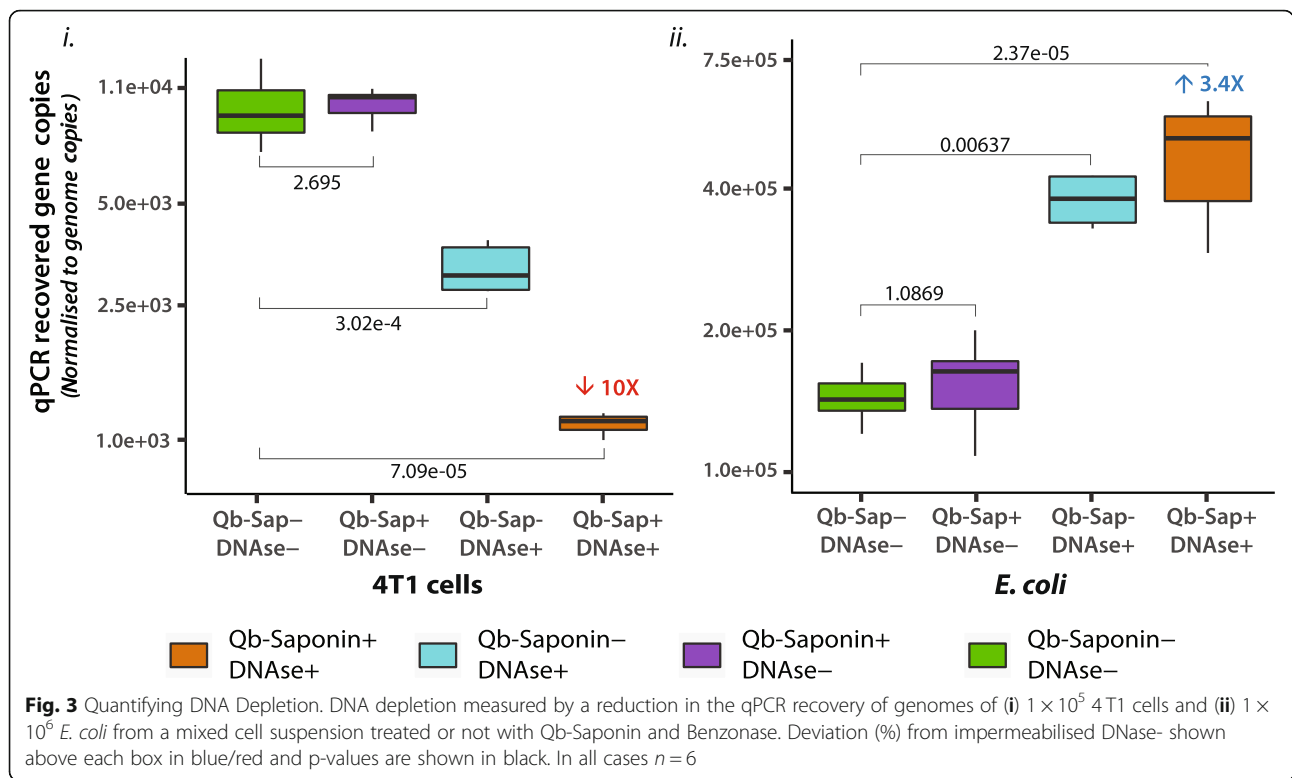 i.
qPCR recovered gene copies
(Normalised to genome copies)
1.1e+04
5.0e+03
2.5e+03
1.0e+03
2.695
3.02e-4
↓ 10X
7.09e-05
Qb-Sap− Qb-Sap+ Qb-Sap- Qb-Sap+
DNAse− DNAse− DNAse+ DNAse+
4T1 cells
ii.
7.5e+05
4.0e+05
2.0e+05
1.0e+05
2.37e-05
↑ 3.4X
0.00637
1.0869
Qb-Sap− Qb-Sap+ Qb-Sap- Qb-Sap+
DNAse− DNAse− DNAse+ DNAse+
E. coli
Qb-Saponin+ Qb-Saponin− Qb-Saponin+ Qb-Saponin−
DNAse+ DNAse+ DNAse− DNAse−
Fig. 3 Quantifying DNA Depletion. DNA depletion measured by a reduction in the qPCR recovery of genomes of (i) 1 × 10⁵ 4 T1 cells and (ii) 1 ×
10⁶ E. coli from a mixed cell suspension treated or not with Qb-Saponin and Benzonase. Deviation (%) from impermeabilised DNase- shown
above each box in blue/red and p-values are shown in black. In all cases n = 6